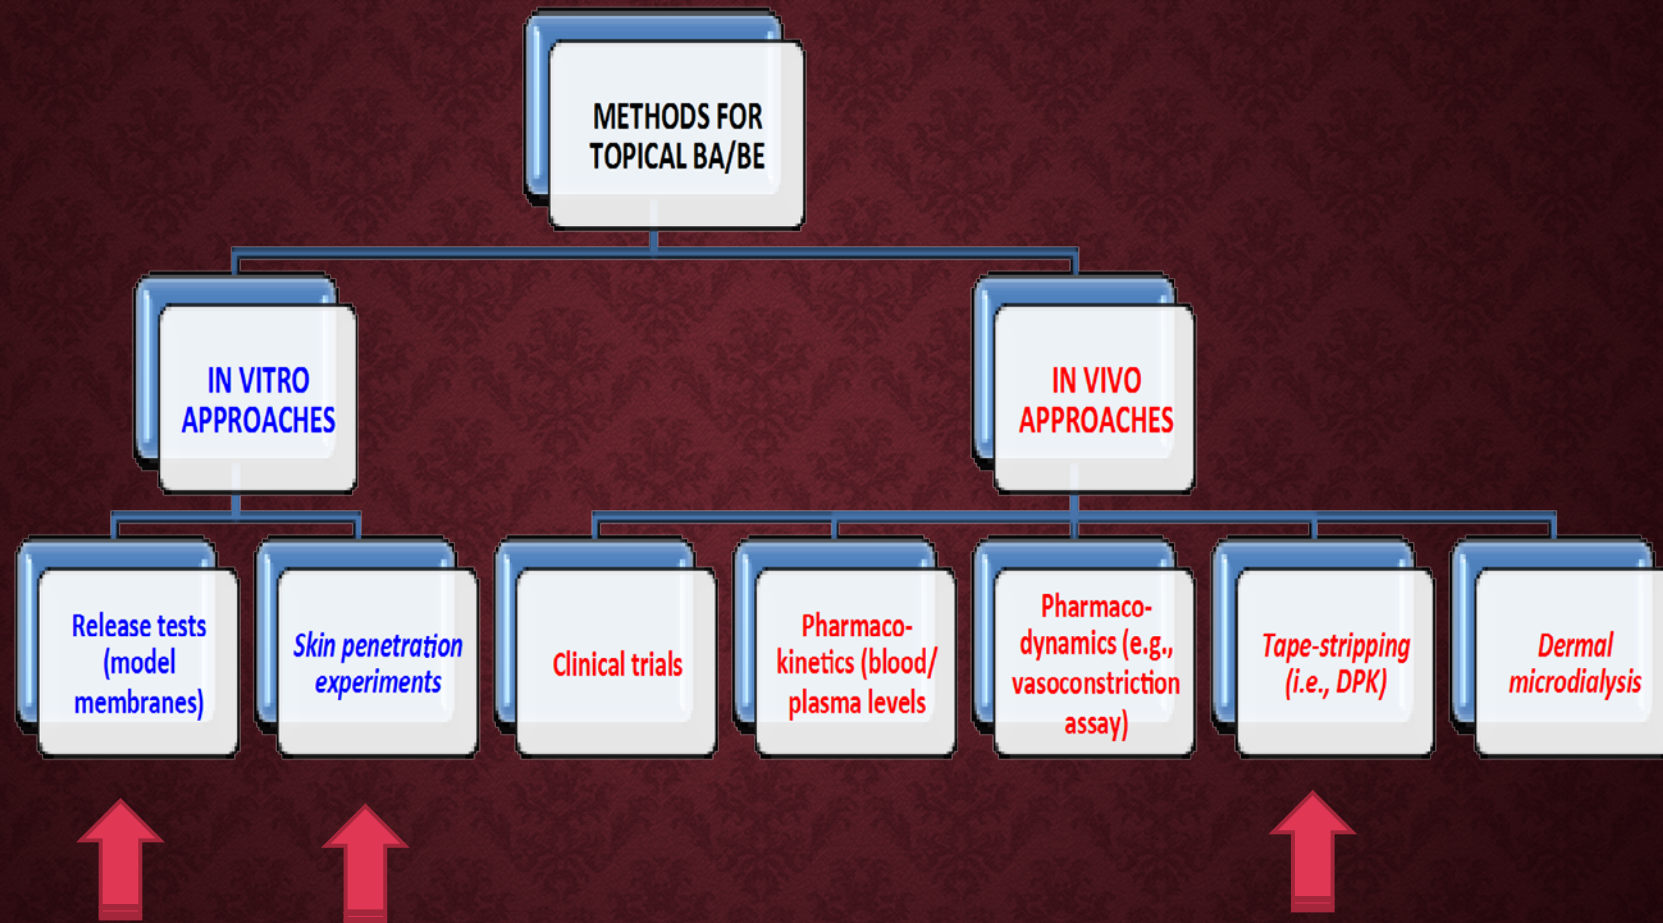 METHODS FOR
TOPICAL BA/BE
IN VITRO
APPROACHES
IN VIVO
APPROACHES
Release tests
(model
membranes)
Skin penetration
experiments
Clinical trials
Pharmaco-
kinetics (blood/
plasma levels
Pharmaco-
dynamics (e.g.,
vasoconstriction
assay)
Tape-stripping
(i.e., DPK)
Dermal
microdialysis